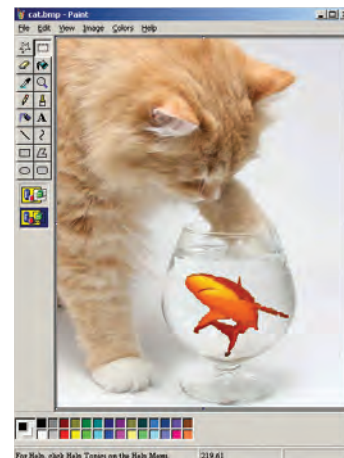 cat.bmp - Paint
File Edit View Image Colors Help
A
For Help, click Help Topics on the Help Menu. 219,61